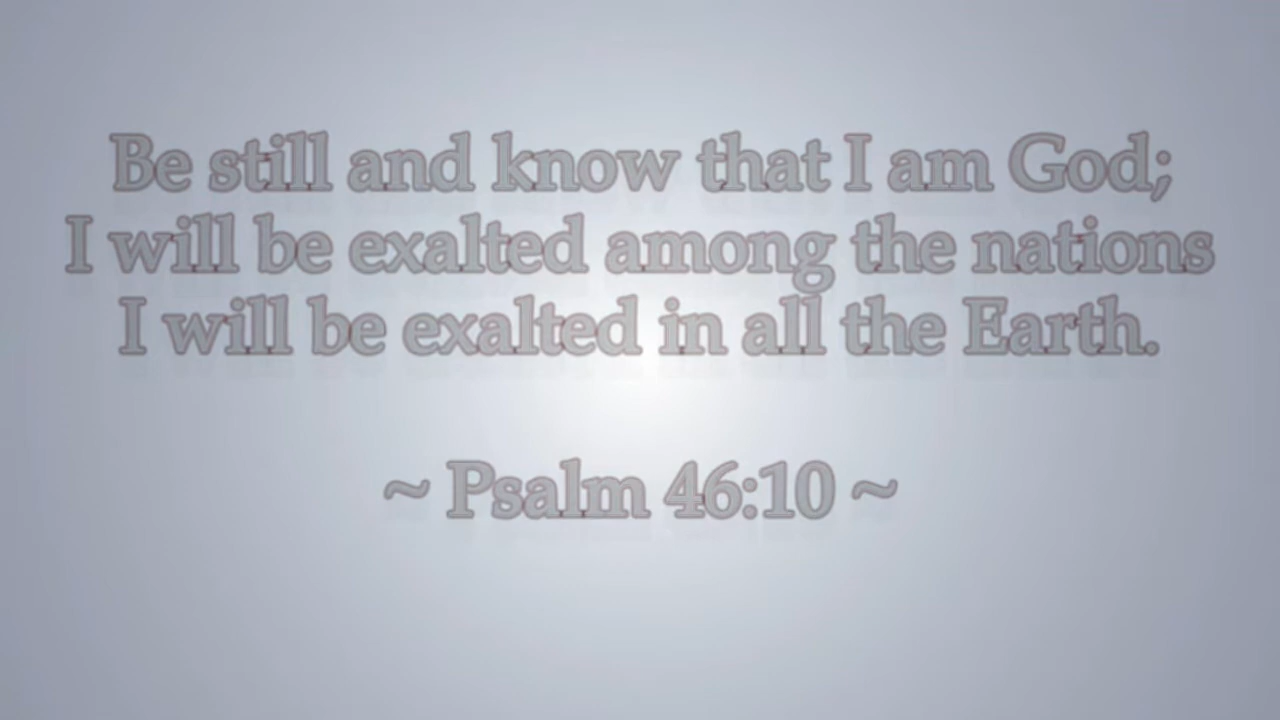 Be still and know that I am God;
I will be exalted among the nations
I will be exalted in all the Earth.
~ Psalm 46:10 ~